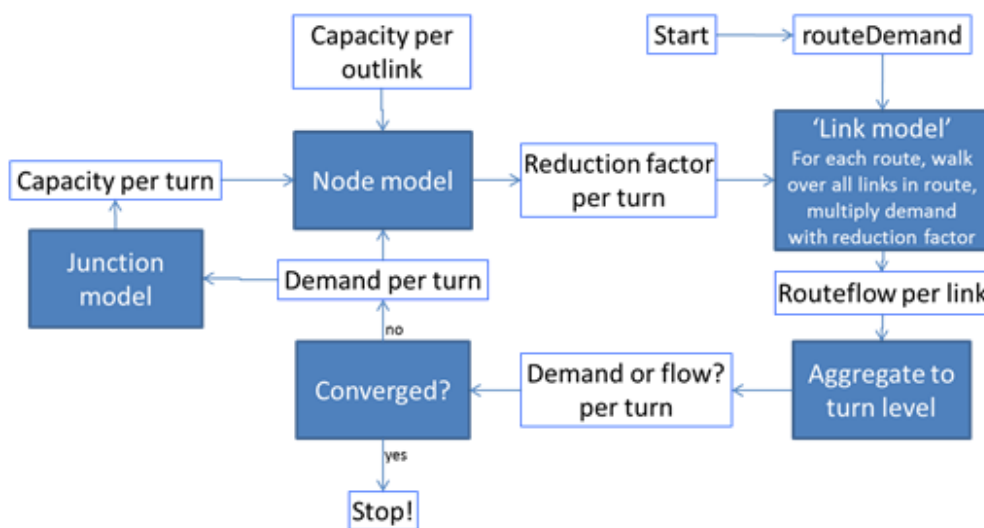 Capacity per
outlink
Start
routeDemand
'Link model'
For each route, walk
over all links in route,
multiply demand
with reduction factor
Capacity per turn
Node model
Reduction factor
per turn
Junction
model
Demand per turn
Routeflow per link
no
Converged?
Demand or flow?
per turn
Aggregate to
turn level
yes
Stop!